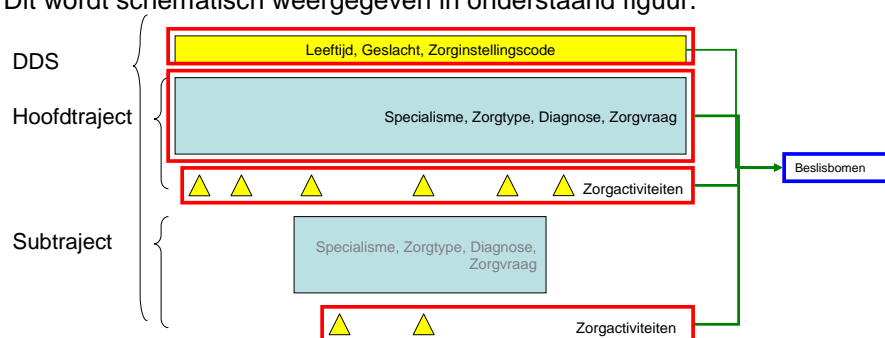 Dit wordt schematisch weergegeven in onderstaand figuur:
DDS
Leeftijd, Geslacht, Zorginstellingscode
Hoofdtraject
Specialisme, Zorgtype, Diagnose, Zorgvraag
Beslisbomen
Zorgactiviteiten
Subtraject
Specialisme, Zorgtype, Diagnose,
Zorgvraag
Zorgactiviteiten